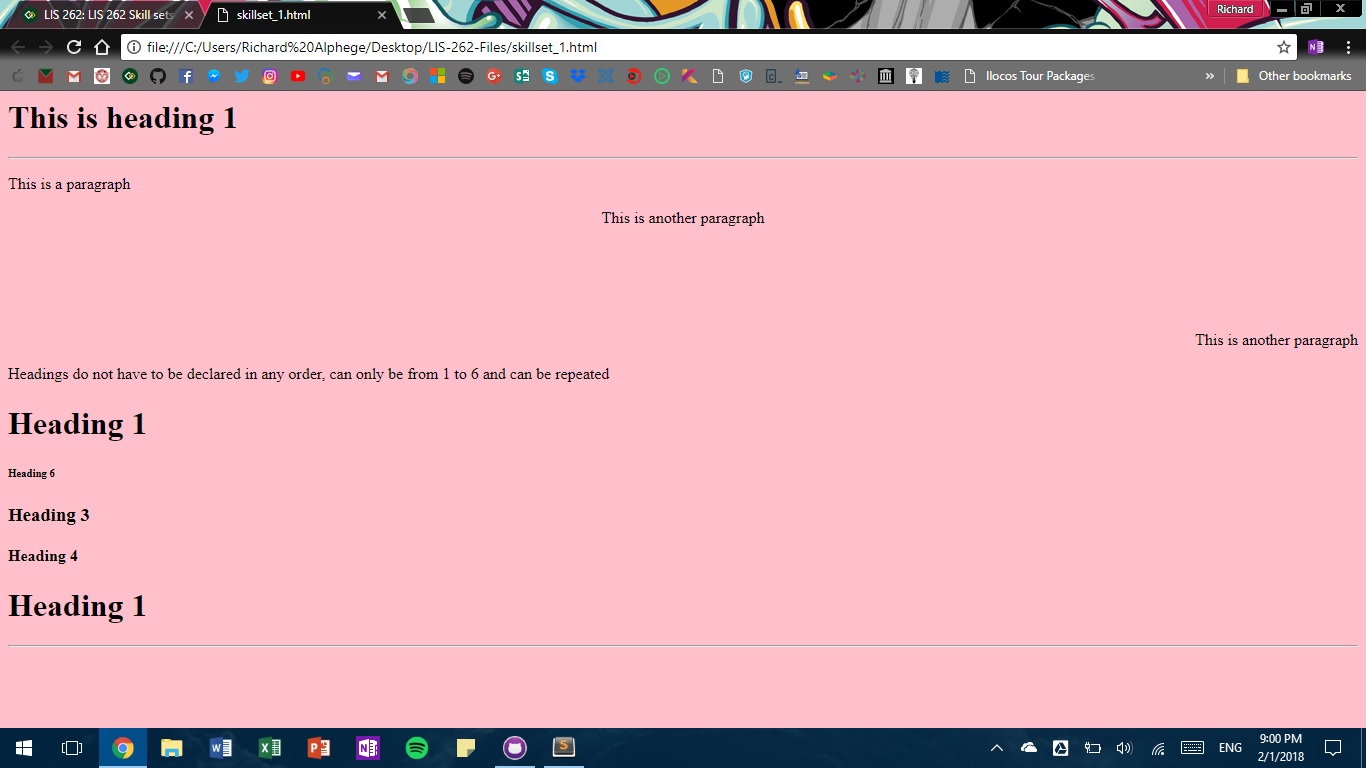 LIS 262: LIS 262 Skill sets
skillset_1.html
Richard
file:///C:/Users/Richard%20Alphege/Desktop/LIS-262-Files/skillset_1.html
Ilocos Tour Packages
Other bookmarks
This is heading 1
This is a paragraph
This is another paragraph
This is another paragraph
Headings do not have to be declared in any order, can only be from 1 to 6 and can be repeated
Heading 1
Heading 6
Heading 3
Heading 4
Heading 1
ENG
9:00 PM
2/1/2018